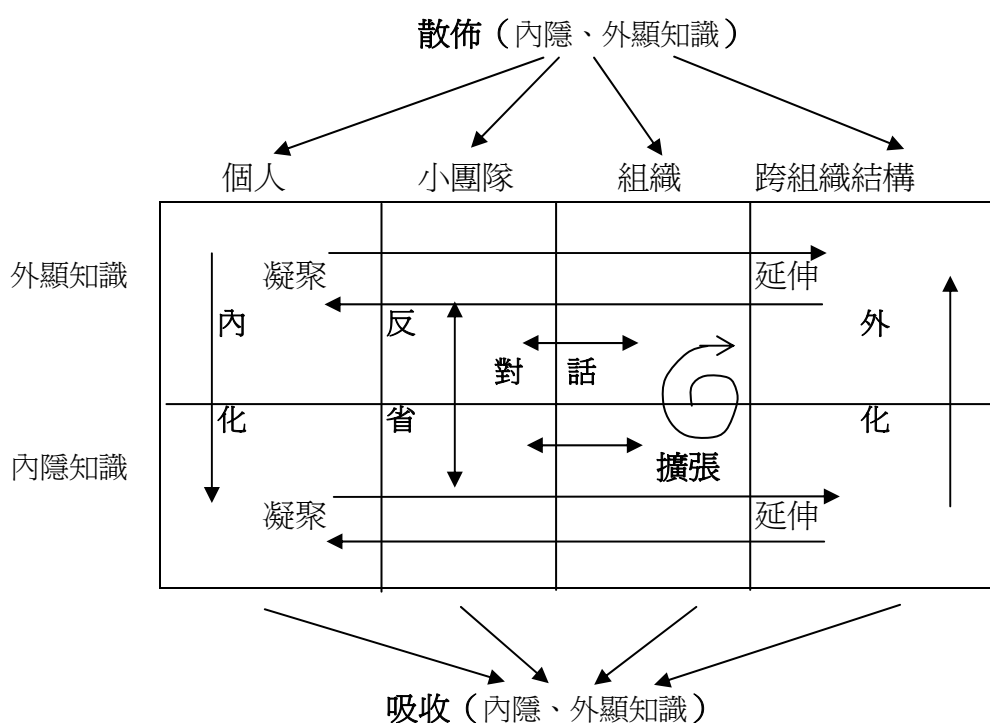 散佈（內隱、外顯知識）
個人 小團隊 組織 跨組織結構
外顯知識
凝聚 延伸
內 反 外
對 話
化 省 化
內隱知識
擴張
凝聚 延伸
吸收（內隱、外顯知識）